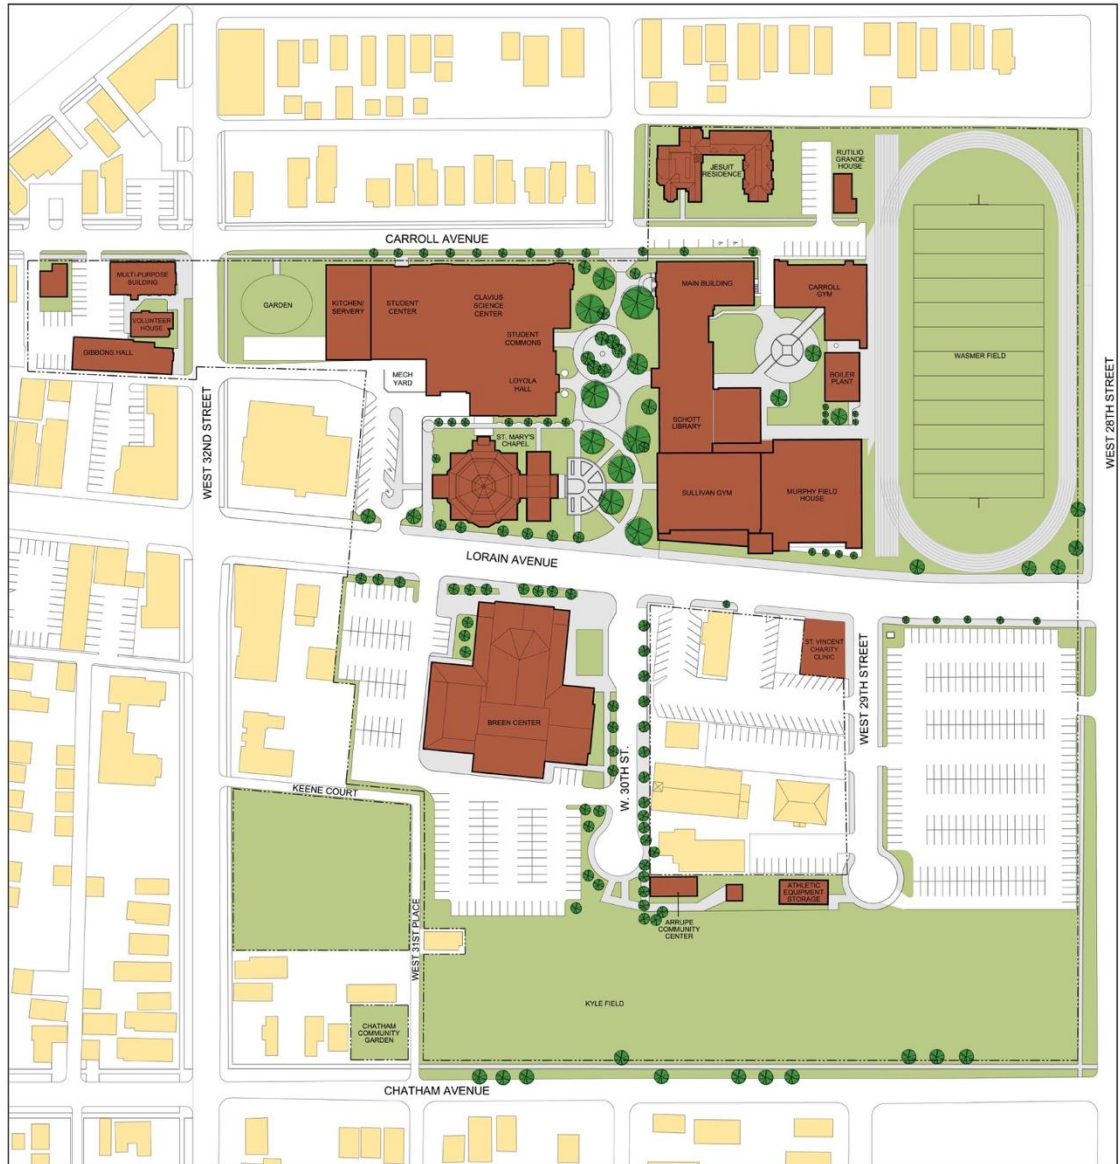 JESUIT
RESIDENCE
RUTILIO
GRANDE
HOUSE
CARROLL AVENUE
MULTI-PURPOSE
BUILDING
VOLUNTEER
HOUSE
GIBBONS HALL
GARDEN
KITCHEN/
SERVERY
STUDENT
CENTER
CLAVIUS
SCIENCE
CENTER
STUDENT
COMMONS
LOYOLA
HALL
MECH
YARD
MAIN BUILDING
CARROLL
GYM
BOILER
PLANT
WASMER FIELD
WEST 28TH STREET
WEST 32ND STREET
ST. MARY'S
CHAPEL
SCHOTT
LIBRARY
SULLIVAN GYM
MURPHY FIELD
HOUSE
LORAIN AVENUE
ST. VINCENT
CHARITY
CLINIC
WEST 29TH STREET
BREEN CENTER
W. 30TH ST.
KEENE COURT
WEST 31ST PLACE
ATHLETIC
EQUIPMENT
STORAGE
ARRUPE
COMMUNITY
CENTER
KYLE FIELD
CHATHAM
COMMUNITY
GARDEN
CHATHAM AVENUE